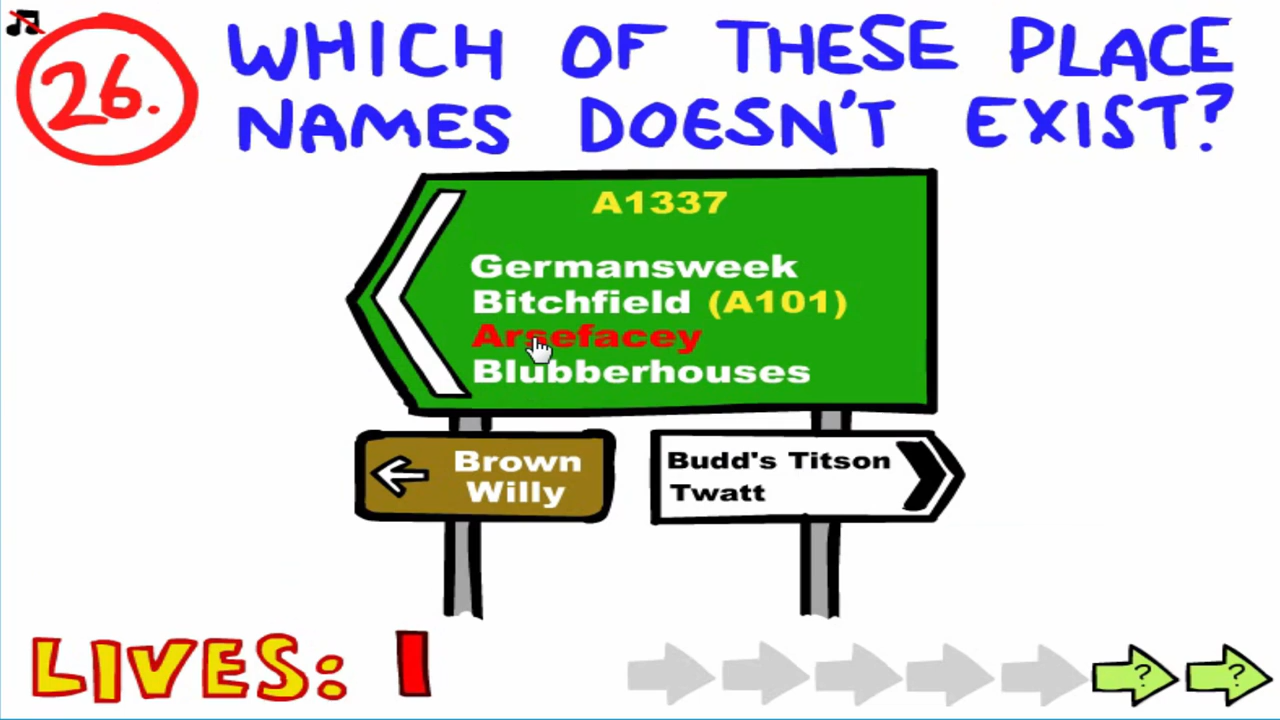 26.
WHICH OF THESE PLACE
NAMES DOESN'T EXIST?
A1337
Germansweek
Bitchfield (A101)
Arsefacey
Blubberhouses
Brown
Willy
Budd's Titson
Twatt
LIVES: 1
? ?